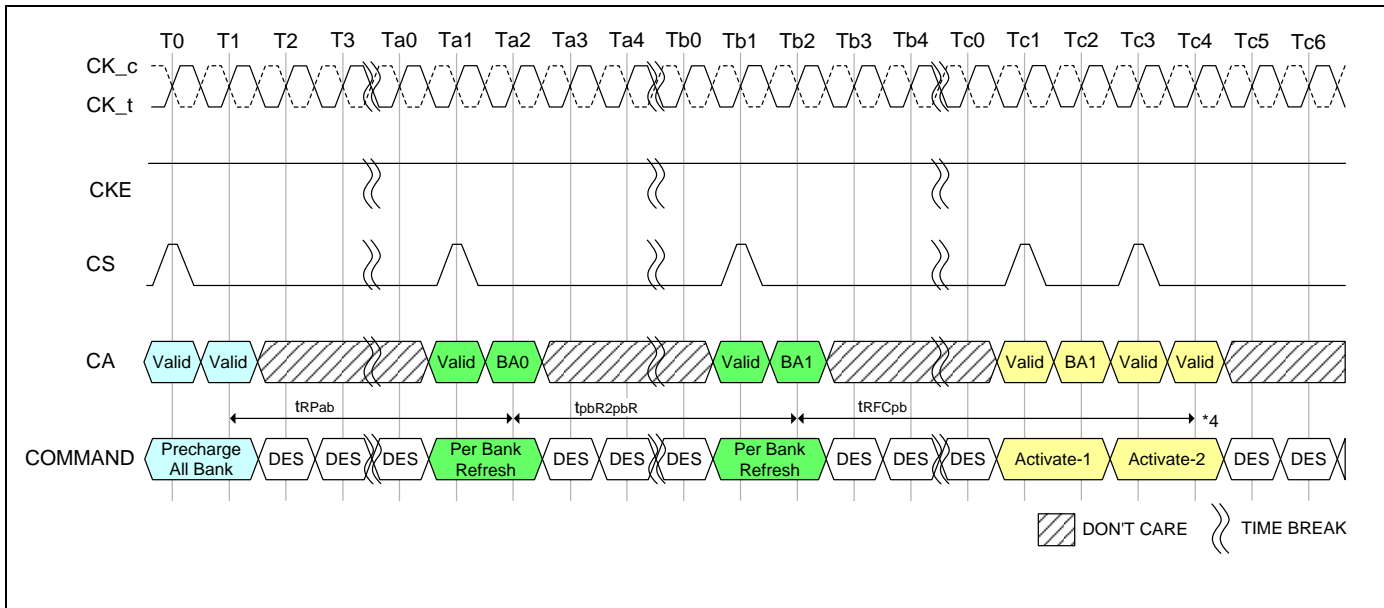 T0 T1 T2 T3 Ta0 Ta1 Ta2 Ta3 Ta4 Tb0 Tb1 Tb2 Tb3 Tb4 Tc0 Tc1 Tc2 Tc3 Tc4 Tc5 Tc6
CK_c
CK_t
CKE
CS
CA Valid Valid Valid BA0 Valid BA1 Valid BA1 Valid Valid
tRPab tpbR2pbR tRFCpb *4
COMMAND Precharge All Bank DES DES DES Per Bank Refresh DES DES DES Per Bank Refresh DES DES DES Activate-1 Activate-2 DES DES
DON'T CARE TIME BREAK